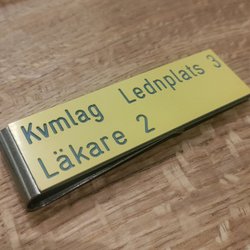 Kvmlag Lednplats 3
Läkare 2